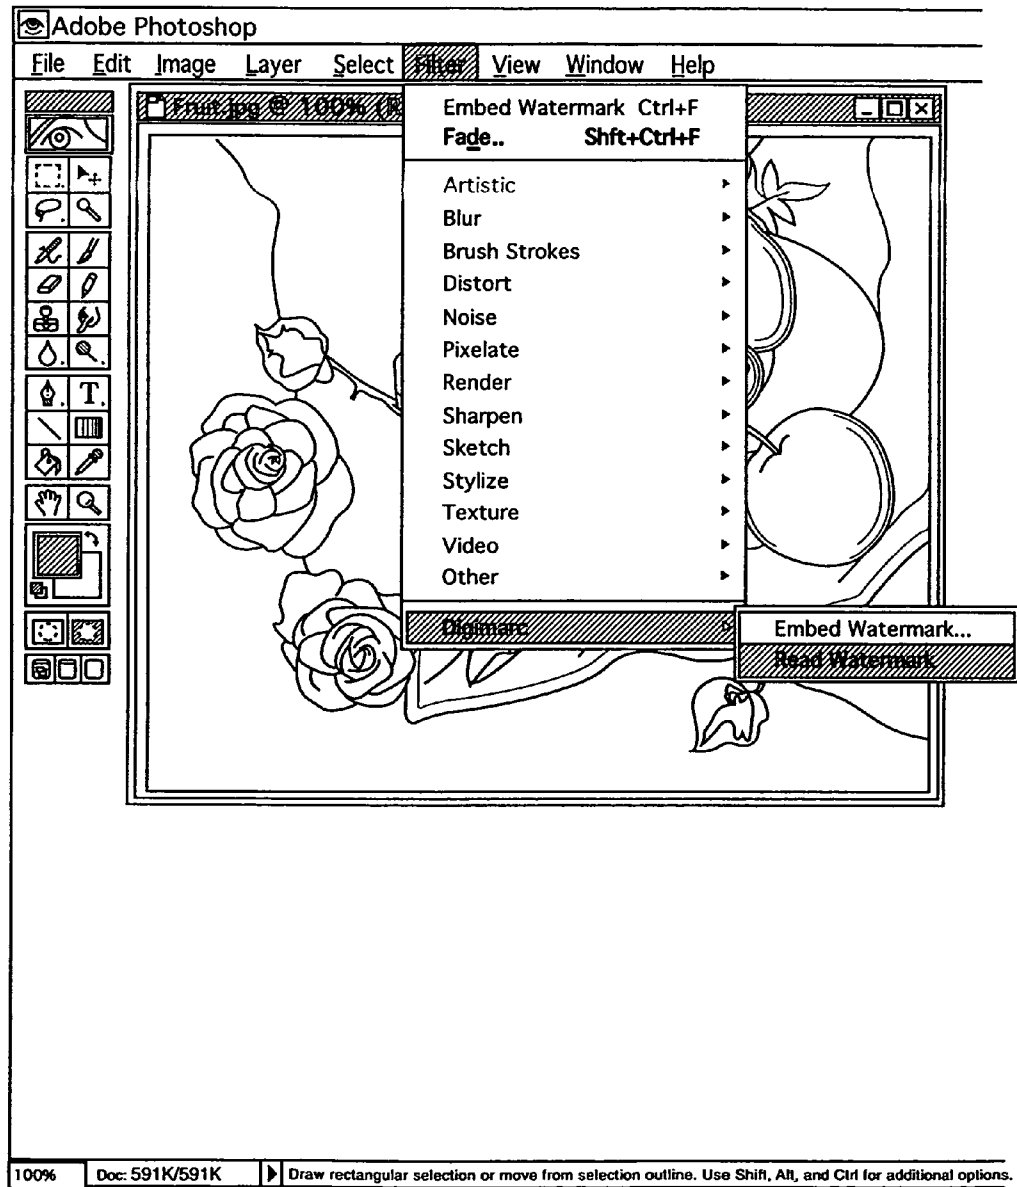 Adobe Photoshop
File Edit Image Layer Select Filter View Window Help
Fruit.jpg @ 100% (R
Embed Watermark Ctrl+F
Fade.. Shft+Ctrl+F
Artistic
Blur
Brush Strokes
Distort
Noise
Pixelate
Render
Sharpen
Sketch
Stylize
Texture
Video
Other
Digimarc
Embed Watermark...
Read Watermark
T
100% Doc: 591K/591K Draw rectangular selection or move from selection outline. Use Shift, Alt, and Ctrl for additional options.